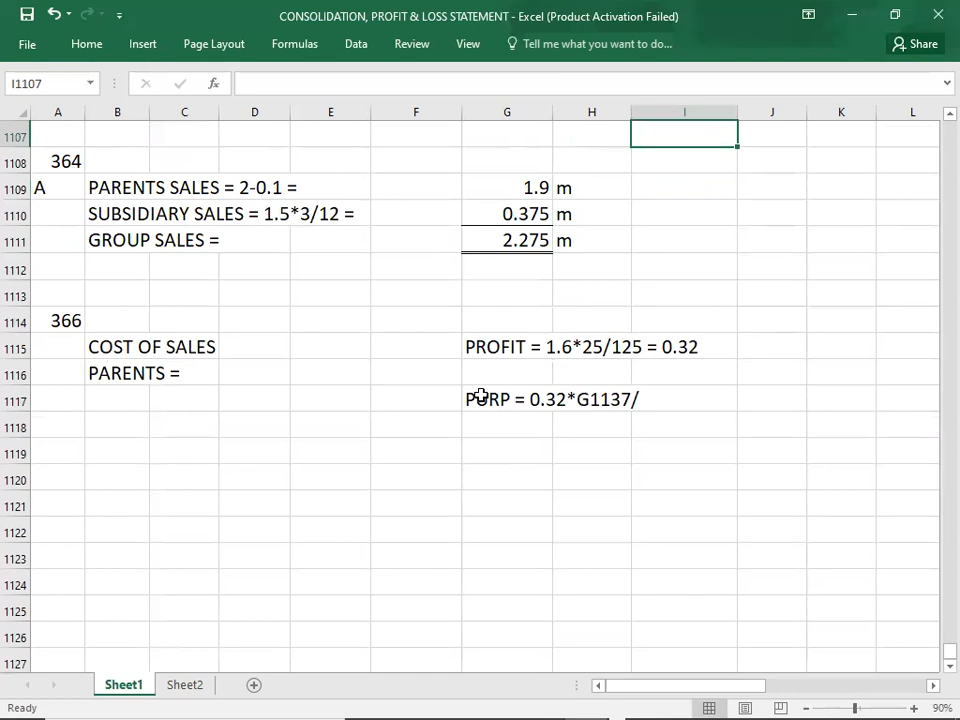 CONSOLIDATION, PROFIT & LOSS STATEMENT - Excel (Product Activation Failed)
File Home Insert Page Layout Formulas Data Review View Tell me what you want to do... Share
I1107 fx
A B C D E F G H I J K L
1107
1108 364
1109 A PARENTS SALES = 2-0.1 = 1.9 m
1110 SUBSIDIARY SALES = 1.5*3/12 = 0.375 m
1111 GROUP SALES = 2.275 m
1112
1113
1114 366
1115 COST OF SALES PROFIT = 1.6*25/125 = 0.32
1116 PARENTS =
1117 PURP = 0.32*G1137/
1118
1119
1120
1121
1122
1123
1124
1125
1126
1127
Sheet1 Sheet2
Ready 90%